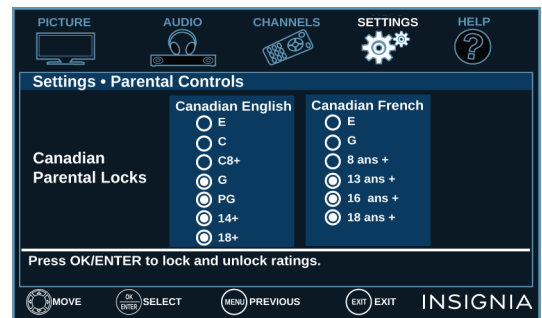 PICTURE AUDIO CHANNELS SETTINGS HELP
?
Settings • Parental Controls
Canadian Parental Locks
Canadian English
E
C
C8+
G
PG
14+
18+
Canadian French
E
G
8 ans +
13 ans +
16 ans +
18 ans +
Press OK/ENTER to lock and unlock ratings.
MOVE OK ENTER SELECT MENU PREVIOUS EXIT EXIT INSIGNIA